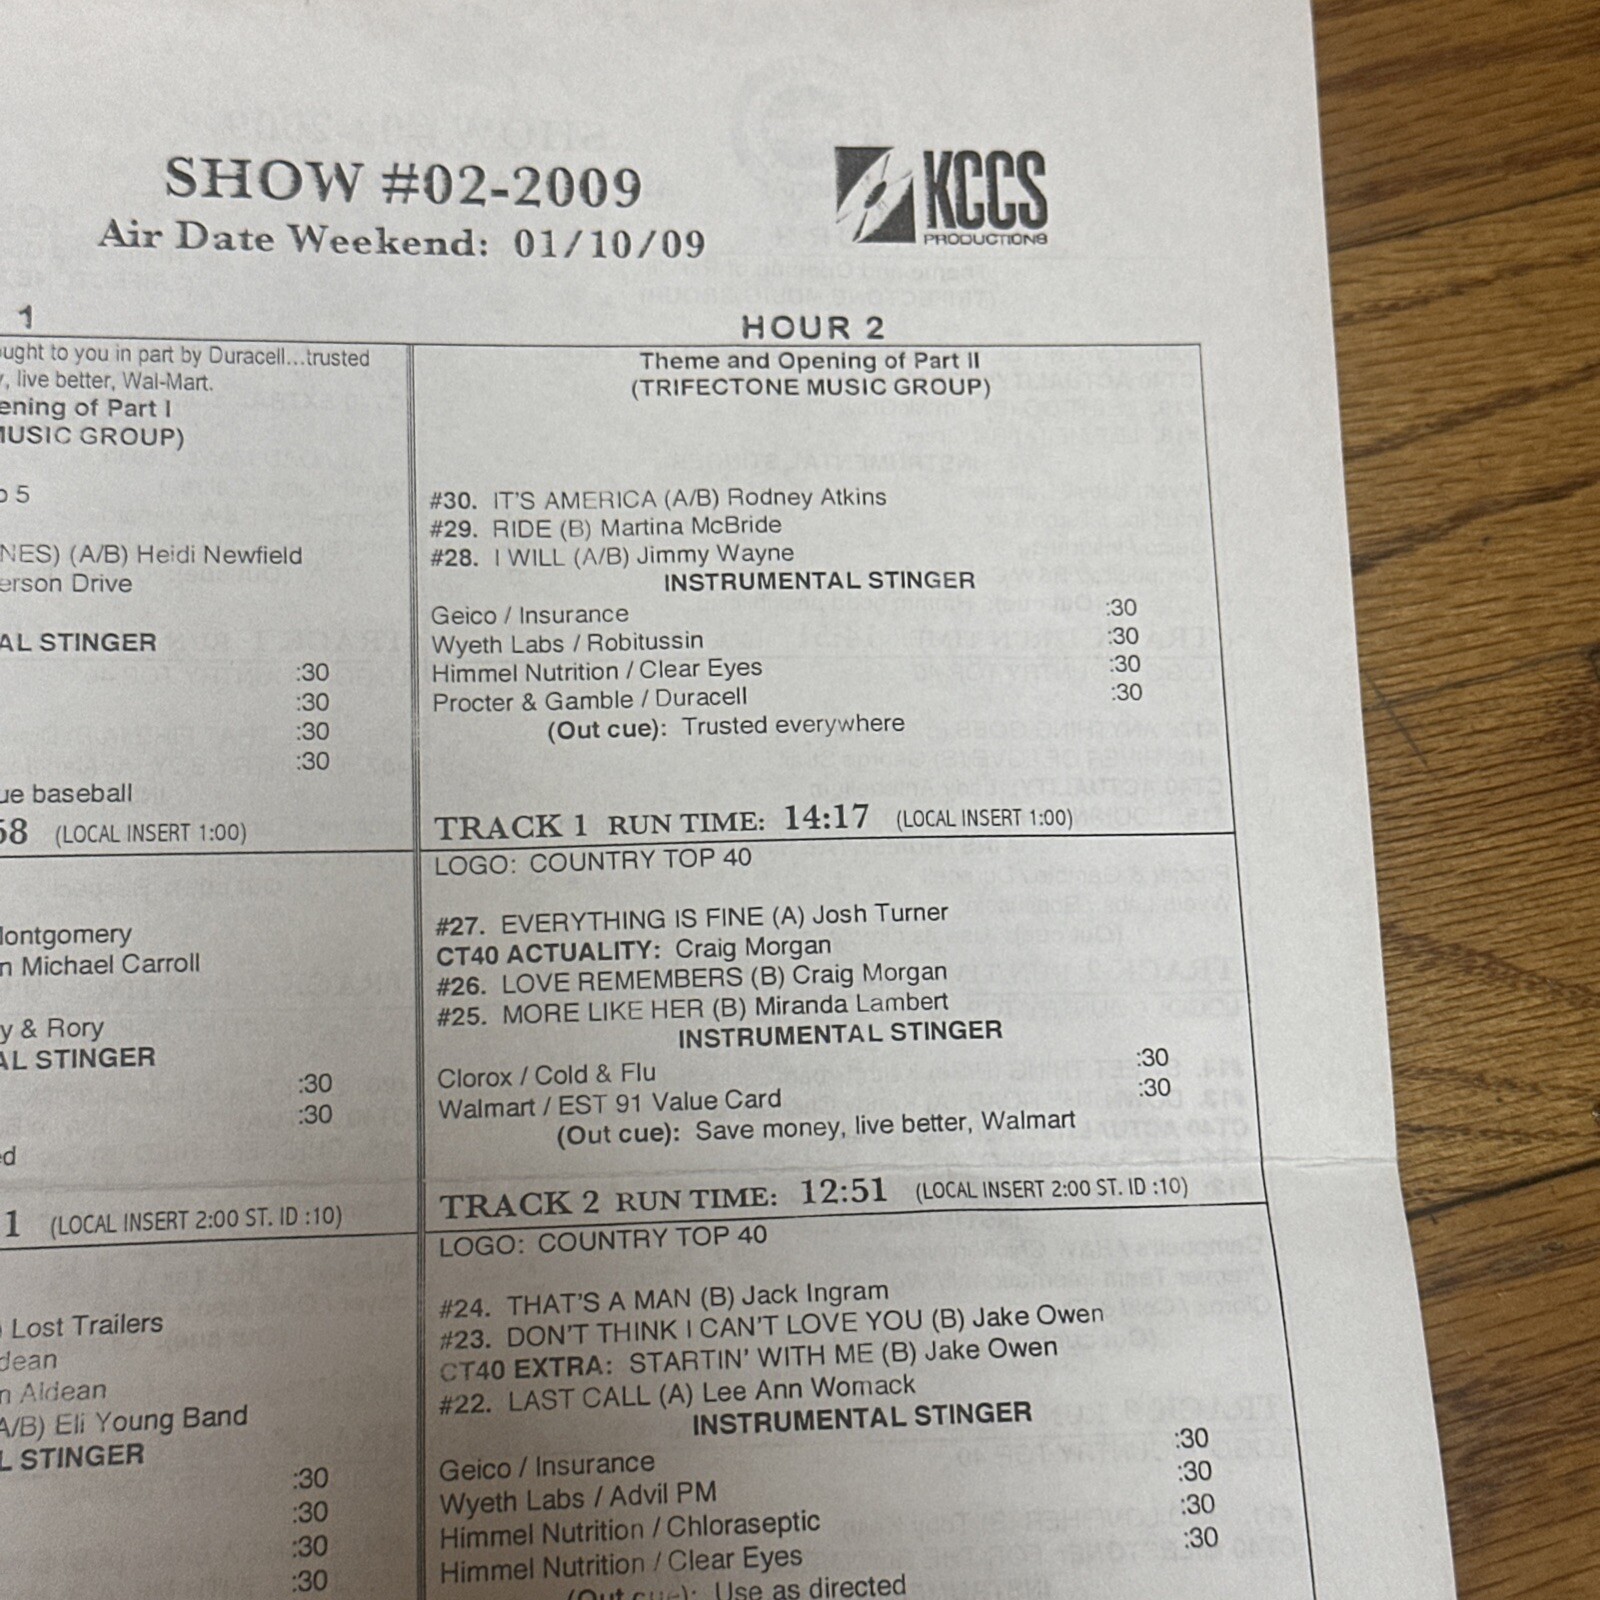 SHOW #02-2009
Air Date Weekend: 01/10/09
KCCS
PRODUCTIONS
1
ught to you in part by Duracell...trusted
, live better, Wal-Mart.
ening of Part I
MUSIC GROUP)
5
NES) (A/B) Heidi Newfield
erson Drive
AL STINGER
:30
:30
:30
:30
ue baseball
58 (LOCAL INSERT 1:00)
Montgomery
n Michael Carroll
y & Rory
AL STINGER
:30
:30
ed
1 (LOCAL INSERT 2:00 ST. ID :10)
Lost Trailers
dean
n Aldean
A/B) Eli Young Band
L STINGER
:30
:30
:30
:30
HOUR 2
Theme and Opening of Part II
(TRIFECTONE MUSIC GROUP)
#30. IT'S AMERICA (A/B) Rodney Atkins
#29. RIDE (B) Martina McBride
#28. I WILL (A/B) Jimmy Wayne
INSTRUMENTAL STINGER
Geico / Insurance :30
Wyeth Labs / Robitussin :30
Himmel Nutrition / Clear Eyes :30
Procter & Gamble / Duracell :30
(Out cue): Trusted everywhere
TRACK 1 RUN TIME: 14:17 (LOCAL INSERT 1:00)
LOGO: COUNTRY TOP 40
#27. EVERYTHING IS FINE (A) Josh Turner
CT40 ACTUALITY: Craig Morgan
#26. LOVE REMEMBERS (B) Craig Morgan
#25. MORE LIKE HER (B) Miranda Lambert
INSTRUMENTAL STINGER
Clorox / Cold & Flu :30
Walmart / EST 91 Value Card :30
(Out cue): Save money, live better, Walmart
TRACK 2 RUN TIME: 12:51 (LOCAL INSERT 2:00 ST. ID :10)
LOGO: COUNTRY TOP 40
#24. THAT'S A MAN (B) Jack Ingram
#23. DON'T THINK I CAN'T LOVE YOU (B) Jake Owen
CT40 EXTRA: STARTIN' WITH ME (B) Jake Owen
#22. LAST CALL (A) Lee Ann Womack
INSTRUMENTAL STINGER
Geico / Insurance :30
Wyeth Labs / Advil PM :30
Himmel Nutrition / Chloraseptic :30
Himmel Nutrition / Clear Eyes :30
(Out cue): Use as directed